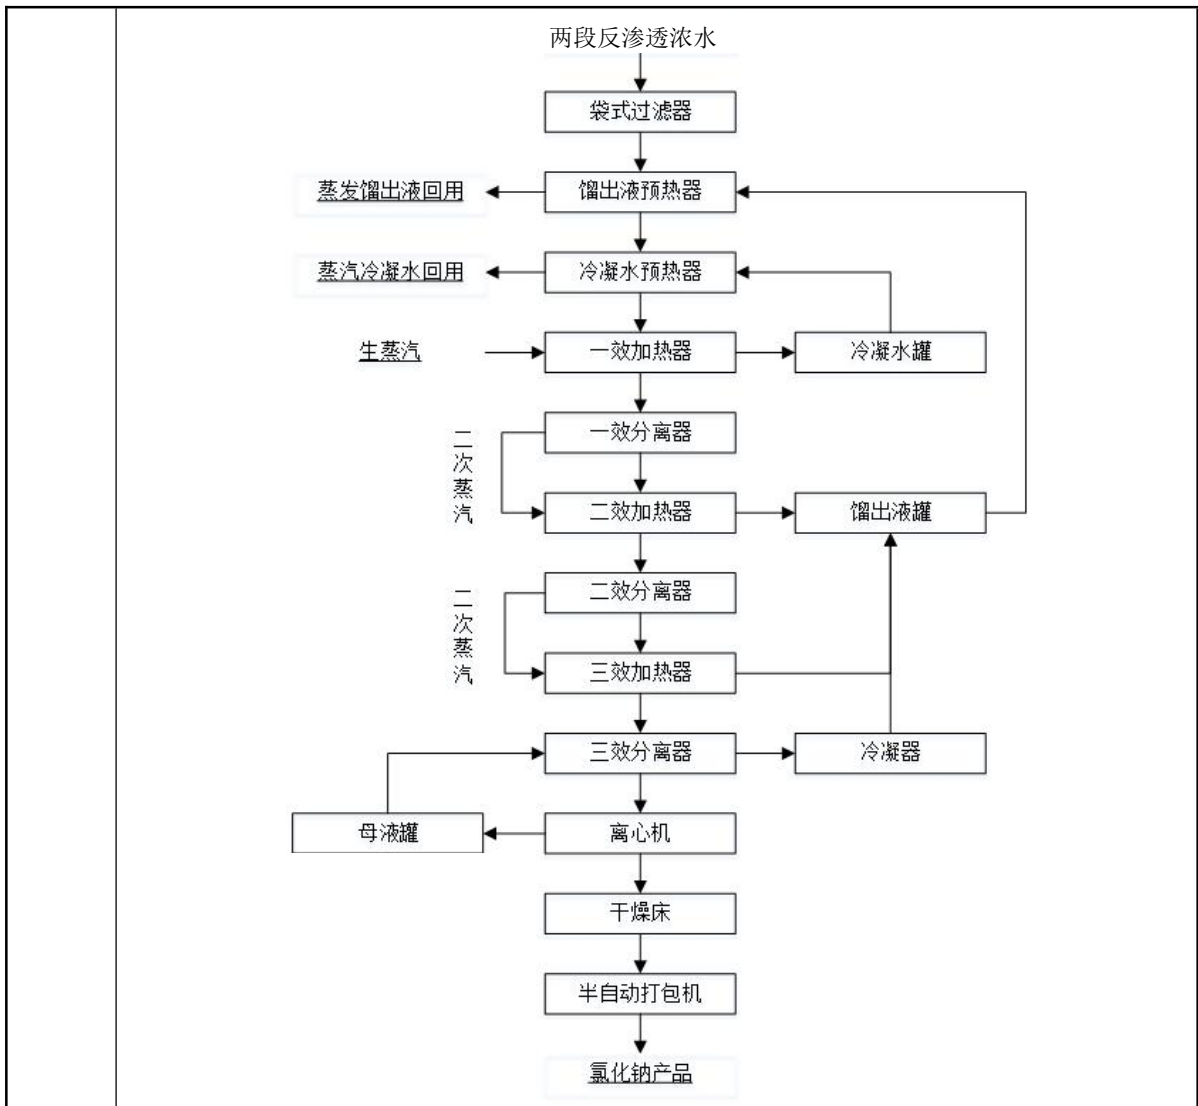 两段反渗透浓水
袋式过滤器
蒸发馏出液回用
馏出液预热器
蒸汽冷凝水回用
冷凝水预热器
生蒸汽
一效加热器
冷凝水罐
一效分离器
二次蒸汽
二效加热器
馏出液罐
二效分离器
二次蒸汽
三效加热器
三效分离器
冷凝器
母液罐
离心机
干燥床
半自动打包机
氯化钠产品